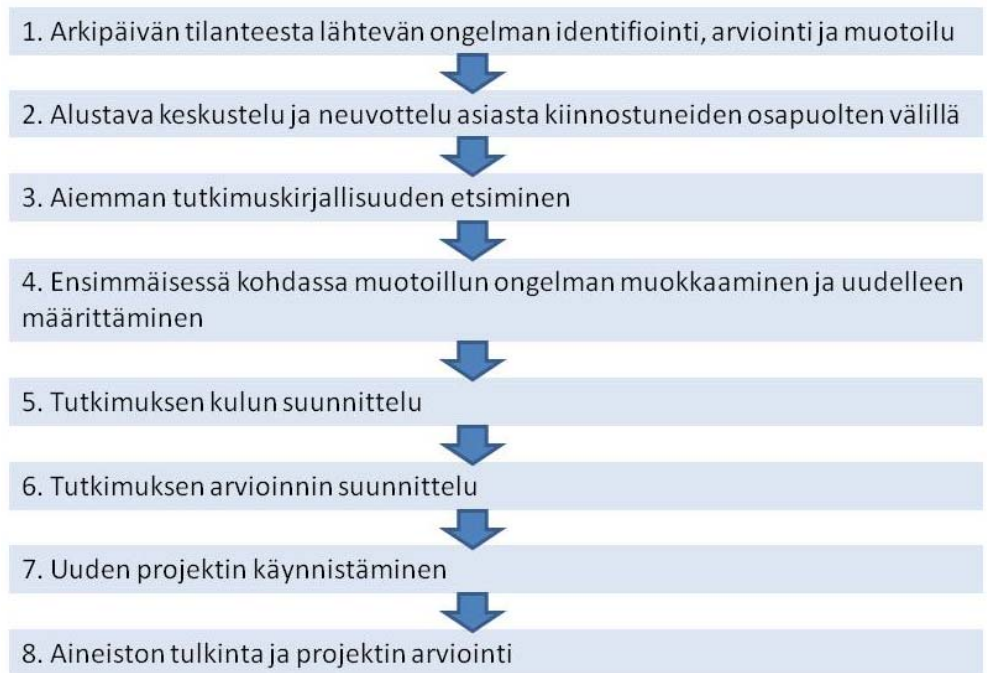 1. Arkipäivän tilanteesta lähtevän ongelman identifiointi, arviointi ja muotoilu
2. Alustava keskustelu ja neuvottelu asiasta kiinnostuneiden osapuolten välillä
3. Aiemman tutkimuskirjallisuuden etsiminen
4. Ensimmäisessä kohdassa muotoillun ongelman muokkaaminen ja uudelleen
määrittäminen
5. Tutkimuksen kulun suunnittelu
6. Tutkimuksen arvioinnin suunnittelu
7. Uuden projektin käynnistäminen
8. Aineiston tulkinta ja projektin arviointi